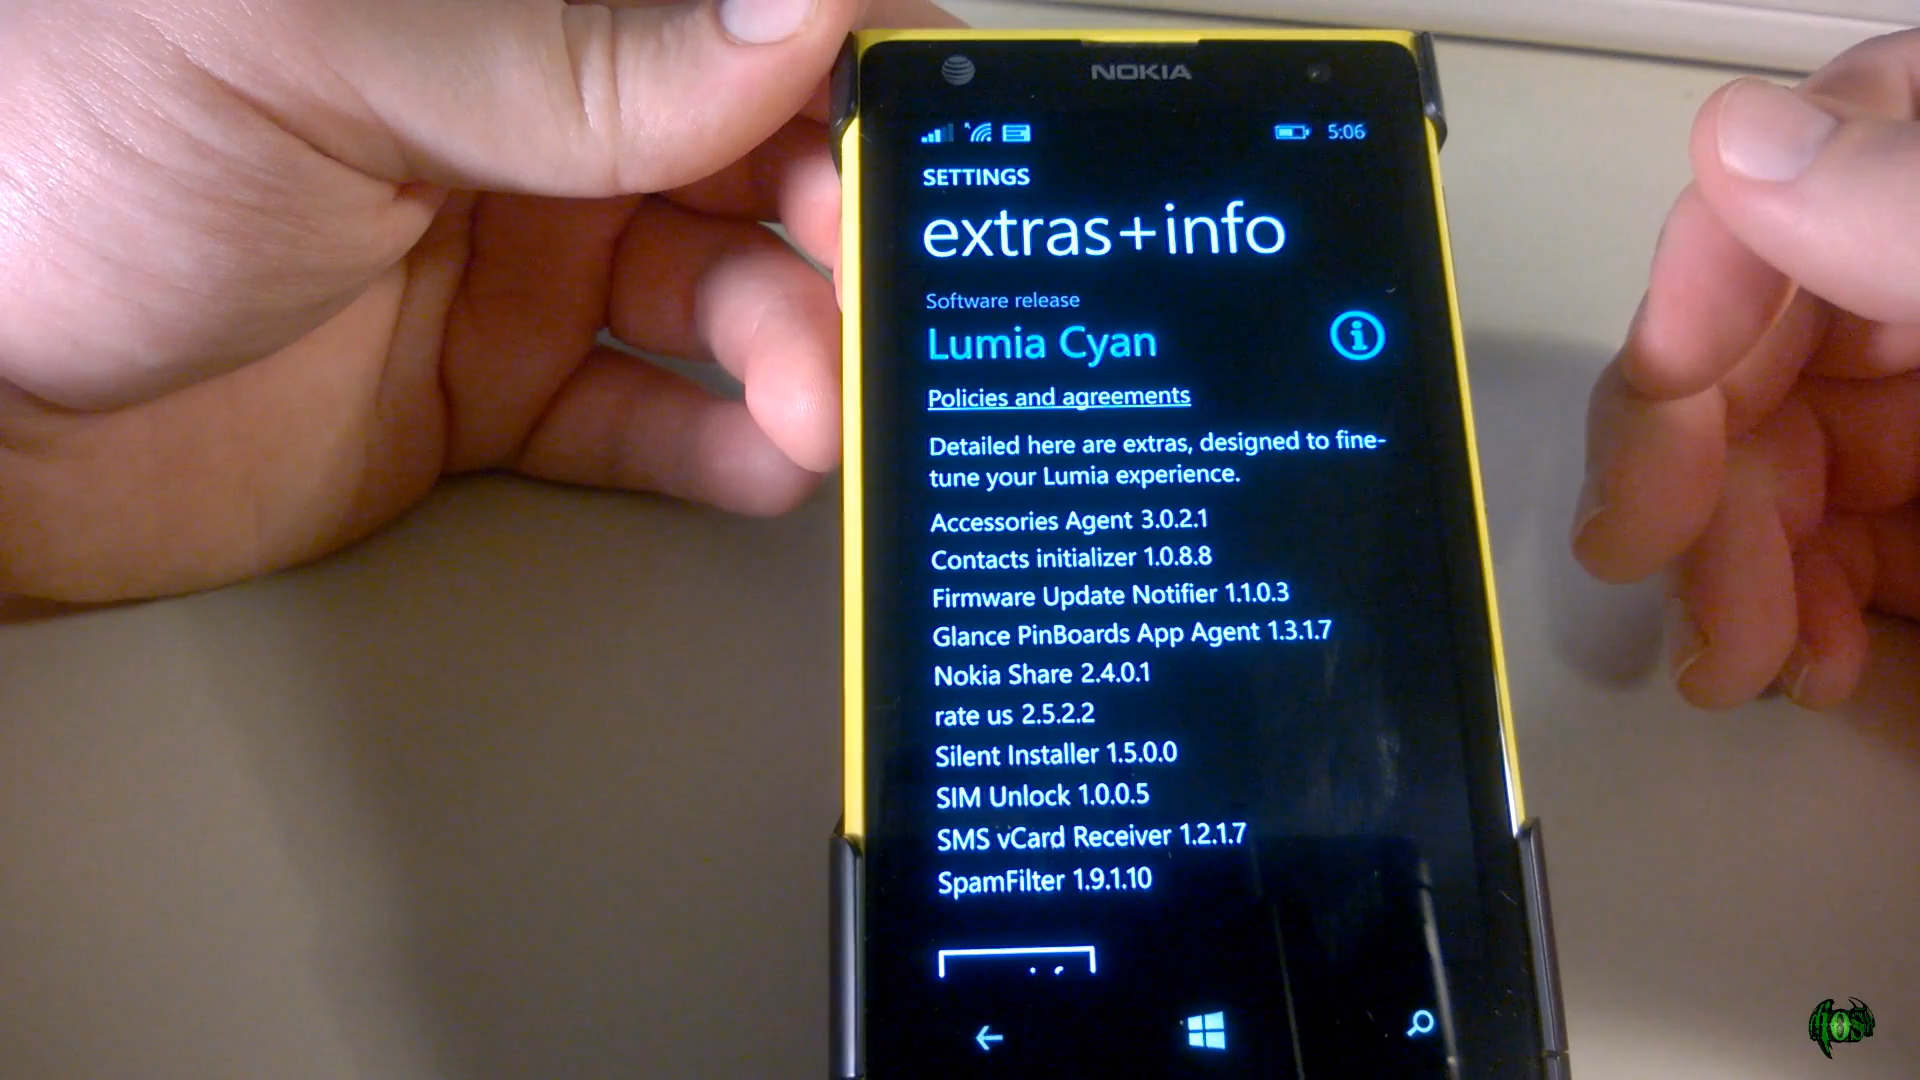 NOKIA
5:06
SETTINGS
extras+info
Software release
Lumia Cyan
Policies and agreements
Detailed here are extras, designed to fine-
tune your Lumia experience.
Accessories Agent 3.0.2.1
Contacts initializer 1.0.8.8
Firmware Update Notifier 1.1.0.3
Glance PinBoards App Agent 1.3.1.7
Nokia Share 2.4.0.1
rate us 2.5.2.2
Silent Installer 1.5.0.0
SIM Unlock 1.0.0.5
SMS vCard Receiver 1.2.1.7
SpamFilter 1.9.1.10